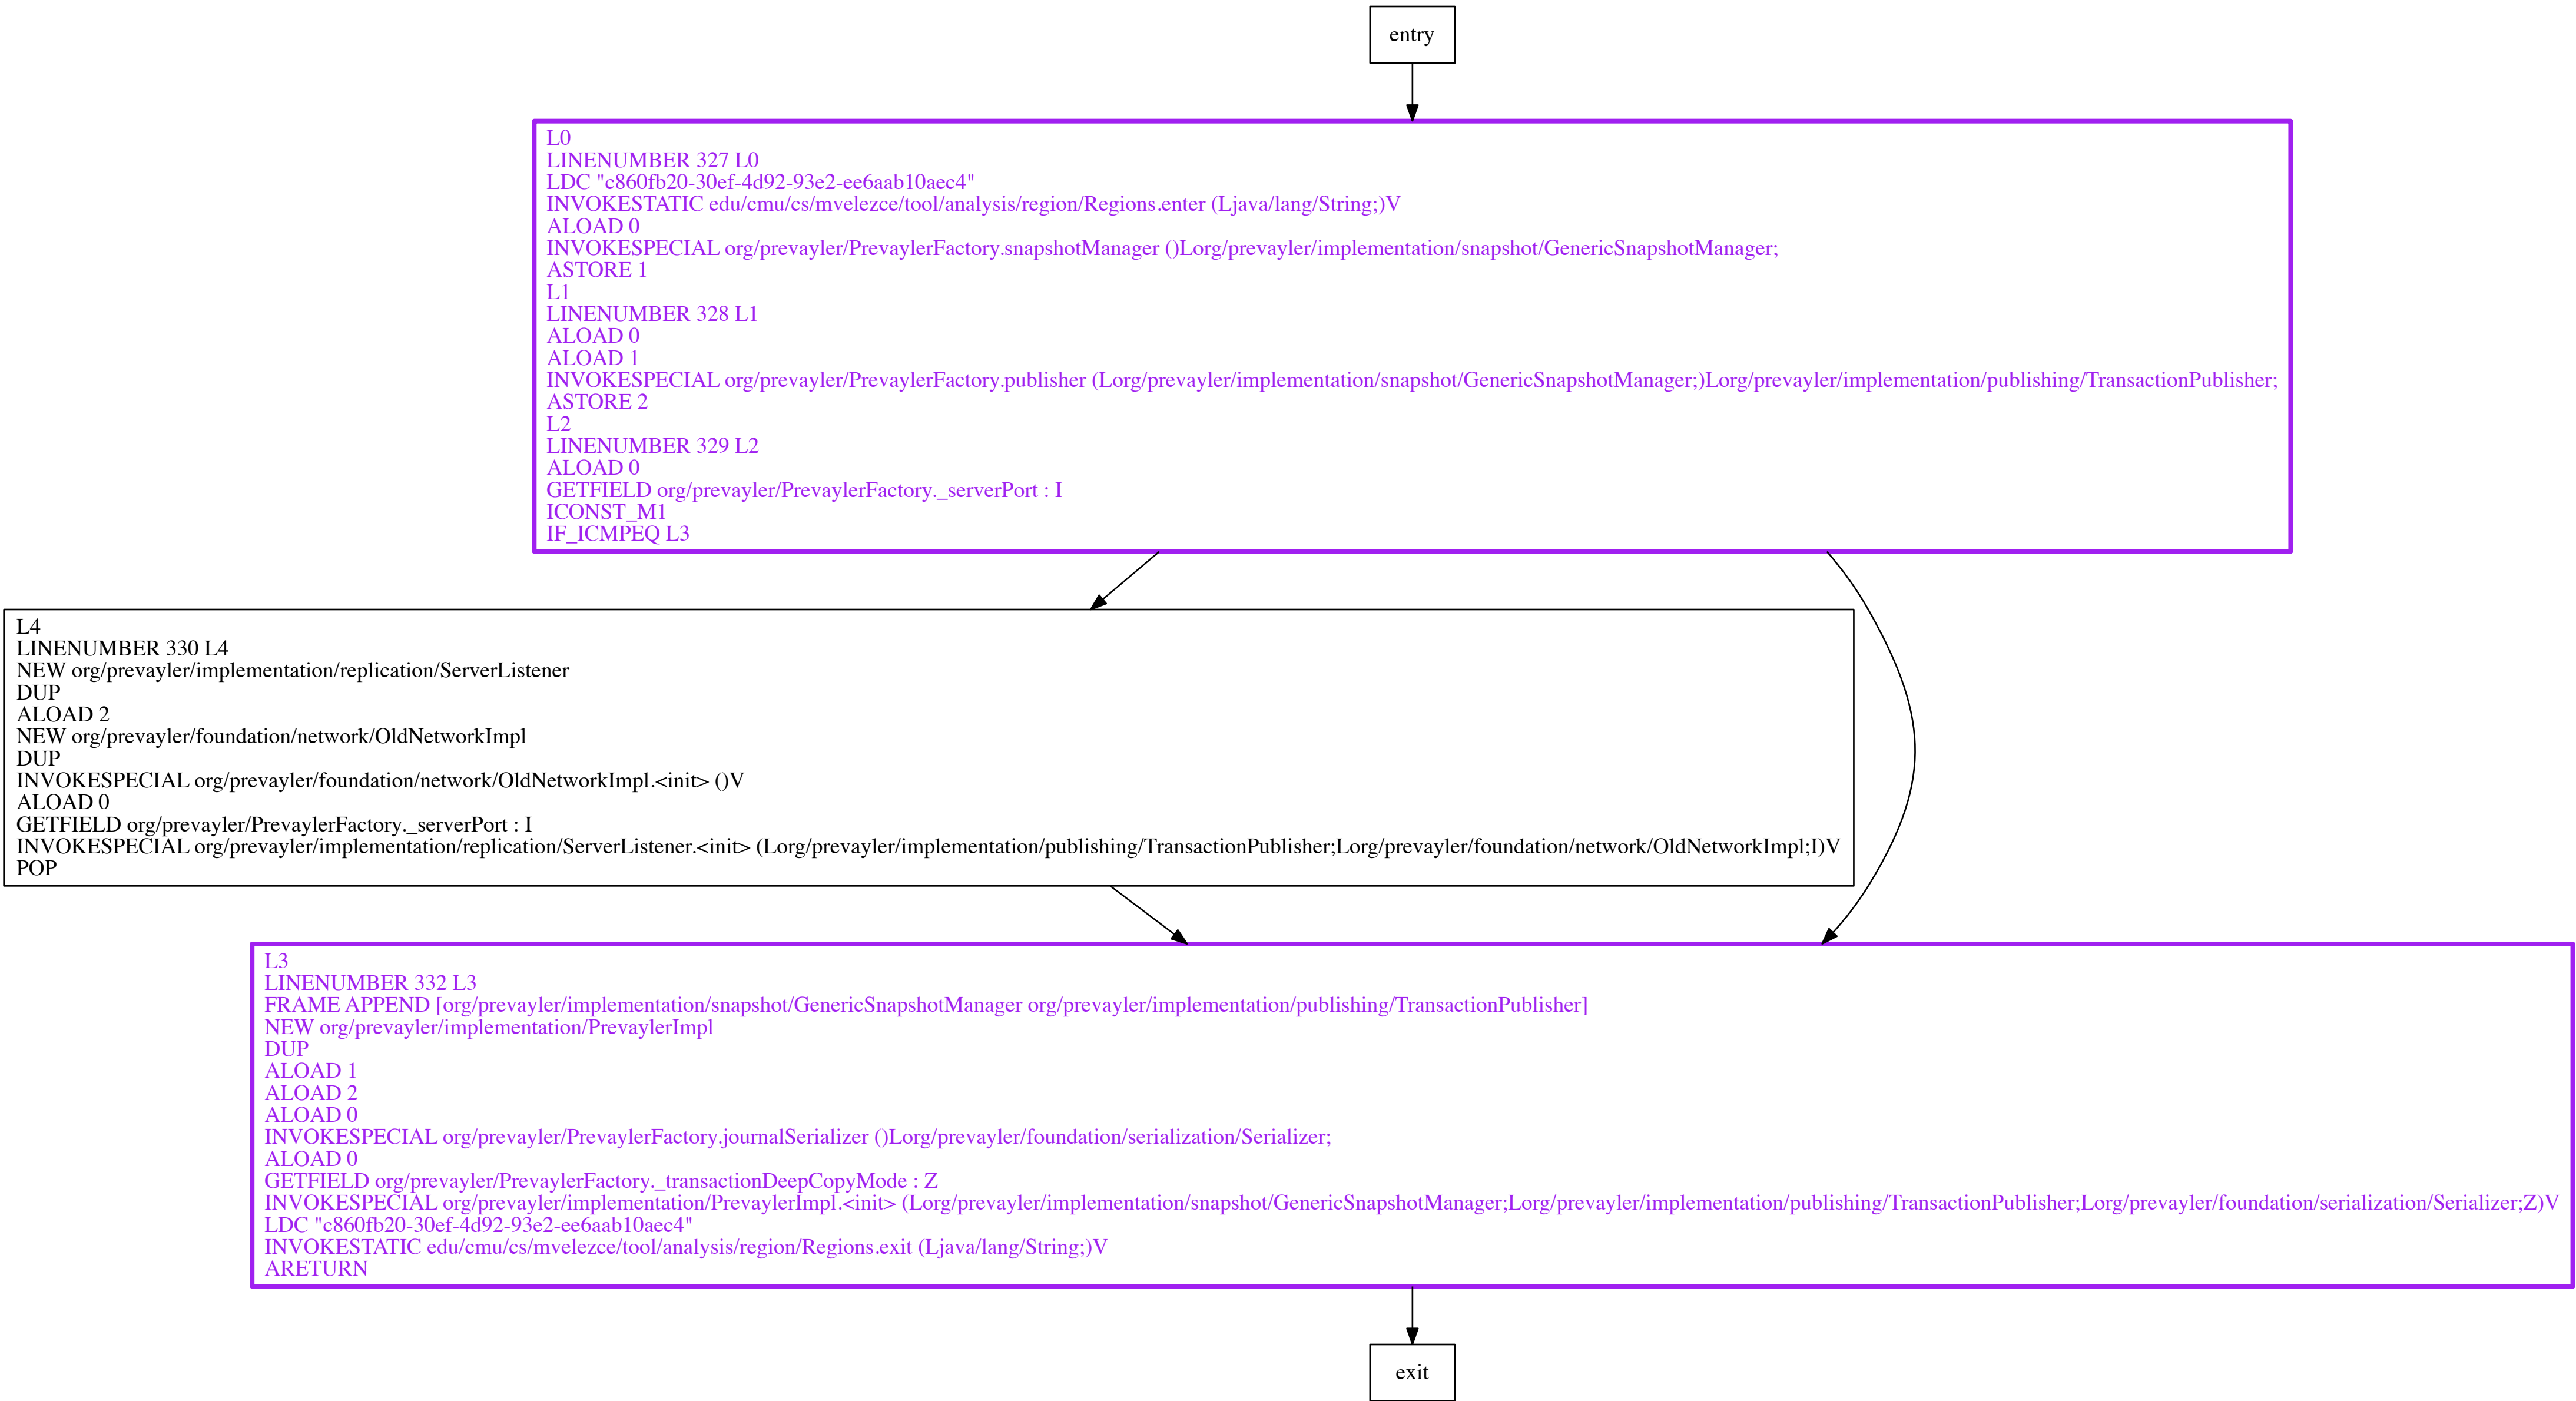 entry
L0
LINENUMBER 327 L0
LDC "c860fb20-30ef-4d92-93e2-ee6aab10aec4"
INVOKESTATIC edu/cmu/cs/mvelezce/tool/analysis/region/Regions.enter (Ljava/lang/String;)V
ALOAD 0
INVOKESPECIAL org/prevayler/PrevaylerFactory.snapshotManager ()Lorg/prevayler/implementation/snapshot/GenericSnapshotManager;
ASTORE 1
L1
LINENUMBER 328 L1
ALOAD 0
ALOAD 1
INVOKESPECIAL org/prevayler/PrevaylerFactory.publisher (Lorg/prevayler/implementation/snapshot/GenericSnapshotManager;)Lorg/prevayler/implementation/publishing/TransactionPublisher;
ASTORE 2
L2
LINENUMBER 329 L2
ALOAD 0
GETFIELD org/prevayler/PrevaylerFactory._serverPort : I
ICONST_M1
IF_ICMPEQ L3
L4
LINENUMBER 330 L4
NEW org/prevayler/implementation/replication/ServerListener
DUP
ALOAD 2
NEW org/prevayler/foundation/network/OldNetworkImpl
DUP
INVOKESPECIAL org/prevayler/foundation/network/OldNetworkImpl.<init> ()V
ALOAD 0
GETFIELD org/prevayler/PrevaylerFactory._serverPort : I
INVOKESPECIAL org/prevayler/implementation/replication/ServerListener.<init> (Lorg/prevayler/implementation/publishing/TransactionPublisher;Lorg/prevayler/foundation/network/OldNetworkImpl;I)V
POP
L3
LINENUMBER 332 L3
FRAME APPEND [org/prevayler/implementation/snapshot/GenericSnapshotManager org/prevayler/implementation/publishing/TransactionPublisher]
NEW org/prevayler/implementation/PrevaylerImpl
DUP
ALOAD 1
ALOAD 2
ALOAD 0
INVOKESPECIAL org/prevayler/PrevaylerFactory.journalSerializer ()Lorg/prevayler/foundation/serialization/Serializer;
ALOAD 0
GETFIELD org/prevayler/PrevaylerFactory._transactionDeepCopyMode : Z
INVOKESPECIAL org/prevayler/implementation/PrevaylerImpl.<init> (Lorg/prevayler/implementation/snapshot/GenericSnapshotManager;Lorg/prevayler/implementation/publishing/TransactionPublisher;Lorg/prevayler/foundation/serialization/Serializer;Z)V
LDC "c860fb20-30ef-4d92-93e2-ee6aab10aec4"
INVOKESTATIC edu/cmu/cs/mvelezce/tool/analysis/region/Regions.exit (Ljava/lang/String;)V
ARETURN
exit